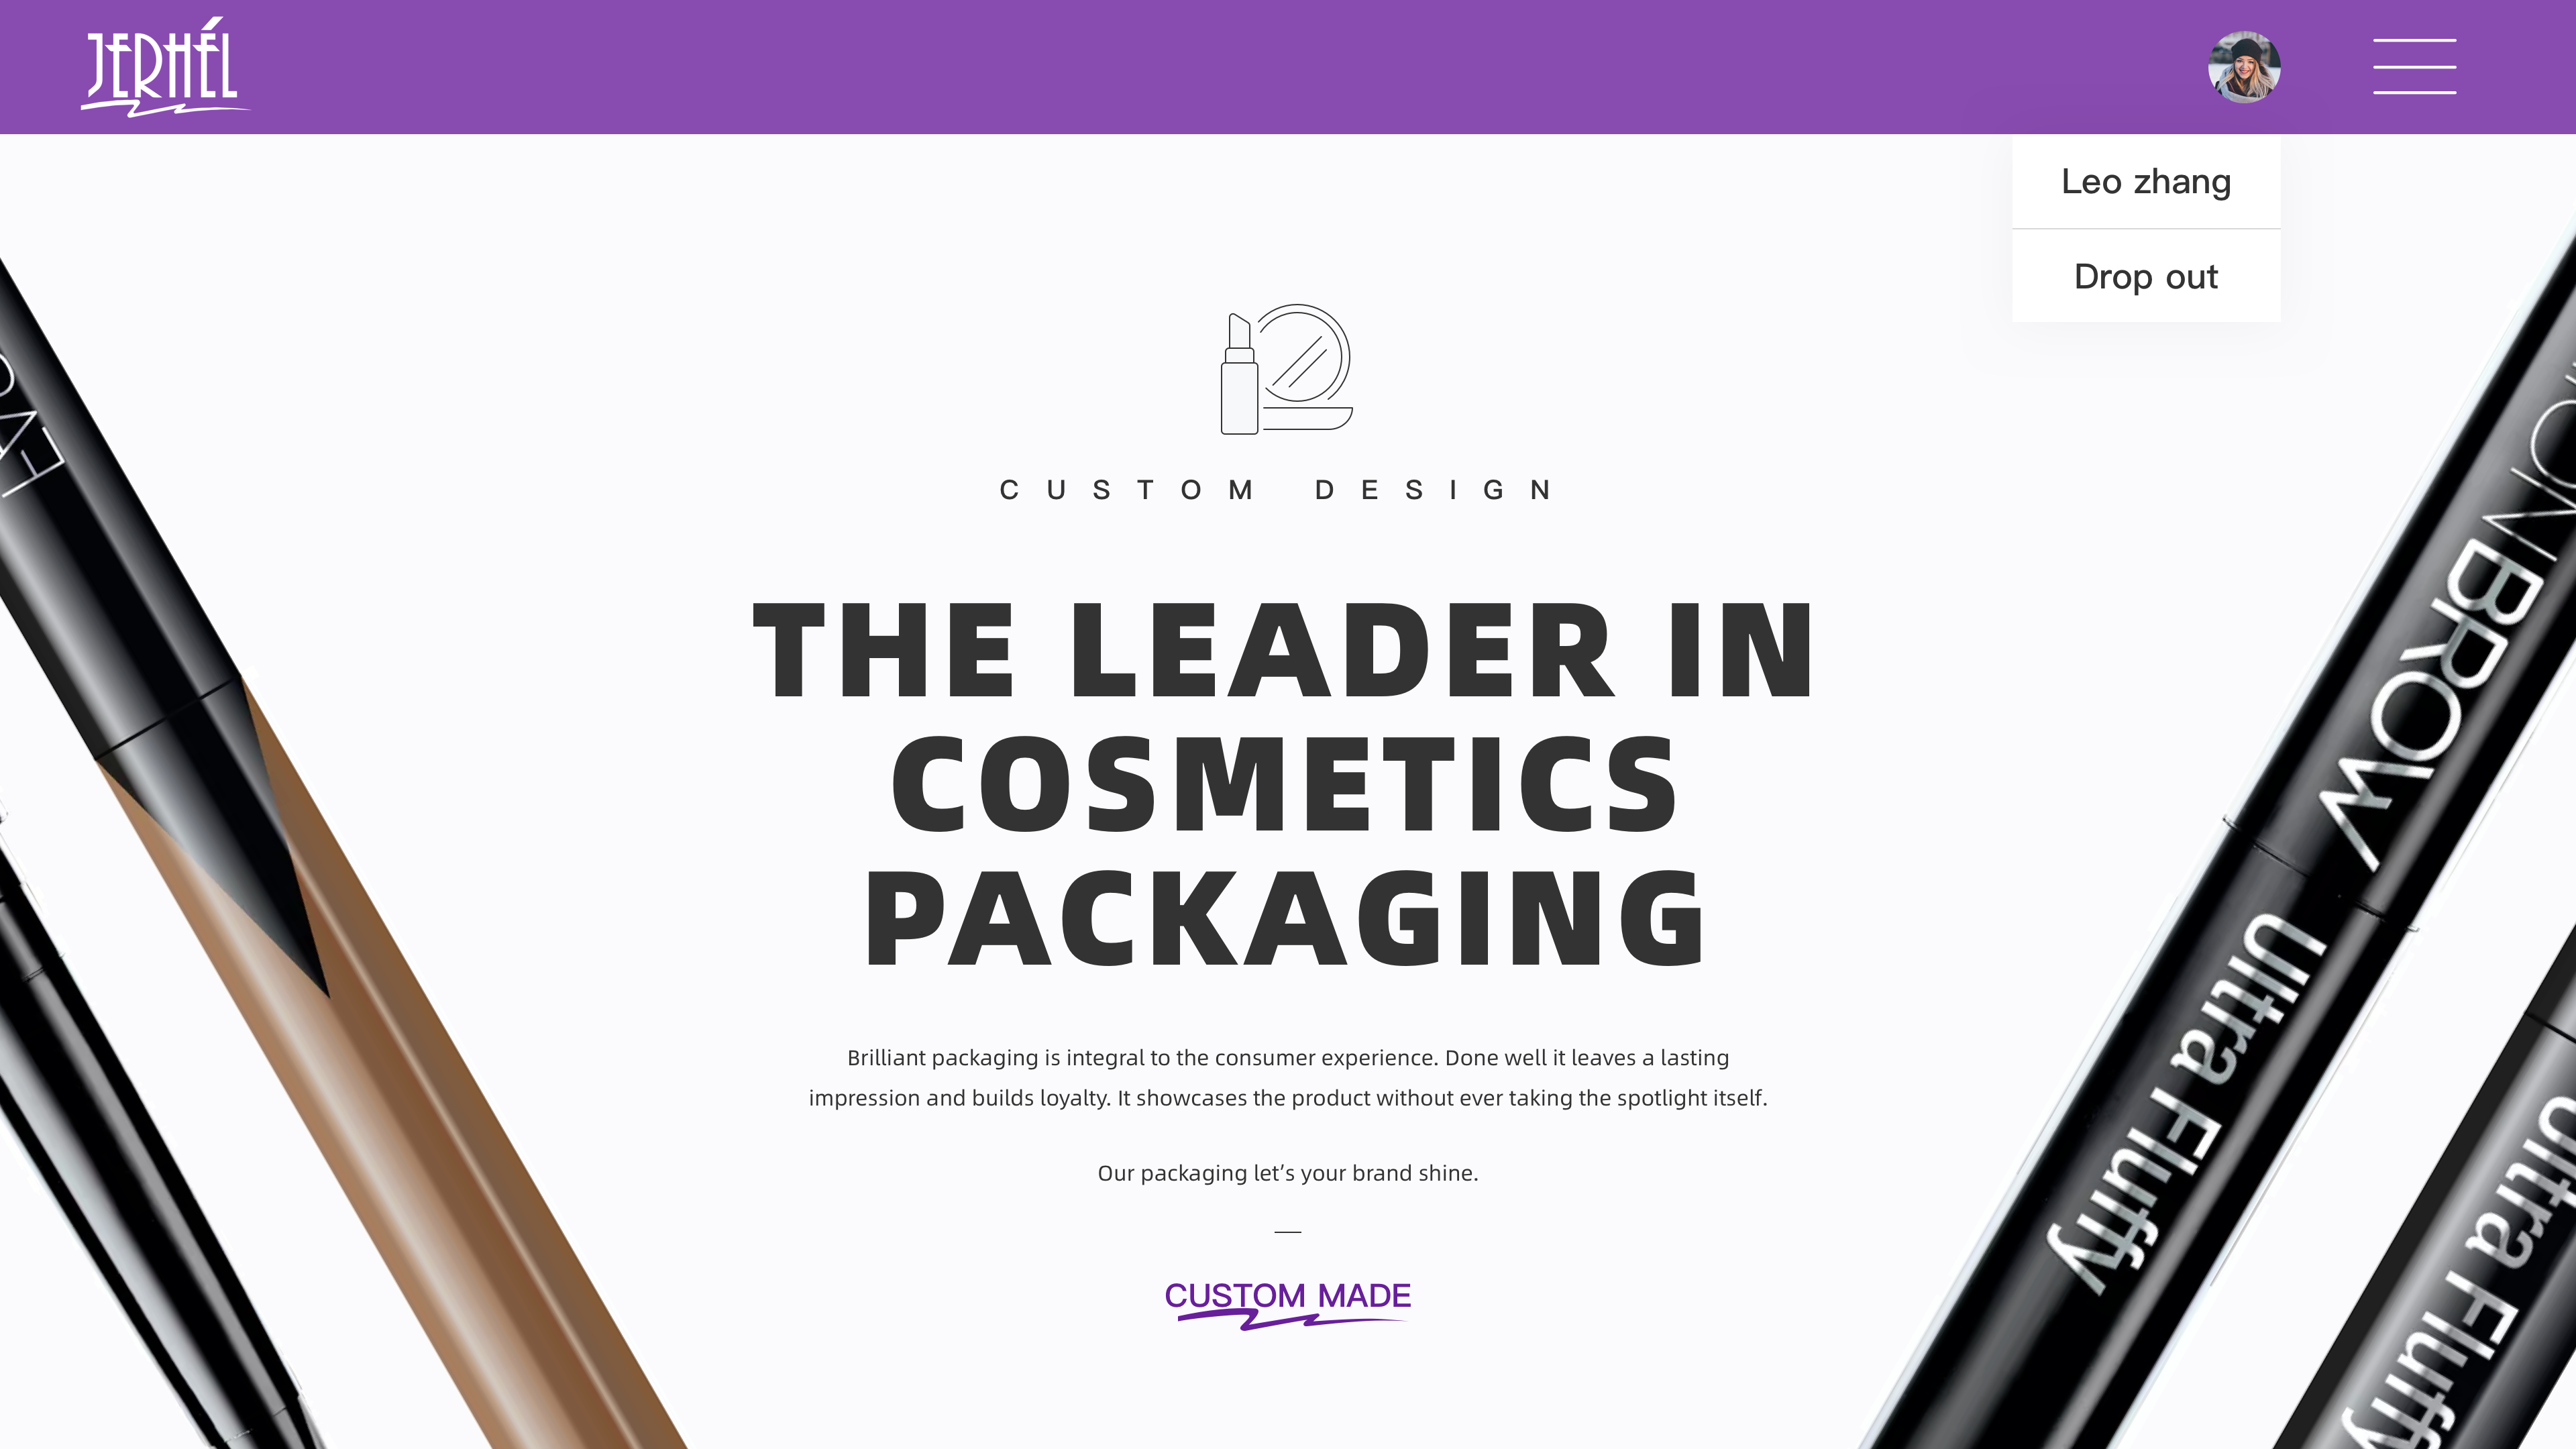 JERHÉL
Leo zhang
Drop out
CUSTOM DESIGN
THE LEADER IN
COSMETICS
PACKAGING
Brilliant packaging is integral to the consumer experience. Done well it leaves a lasting
impression and builds loyalty. It showcases the product without ever taking the spotlight itself.
Our packaging let’s your brand shine.
CUSTOM MADE
BROW
Ultra Fluffy
Ultra Fluffy